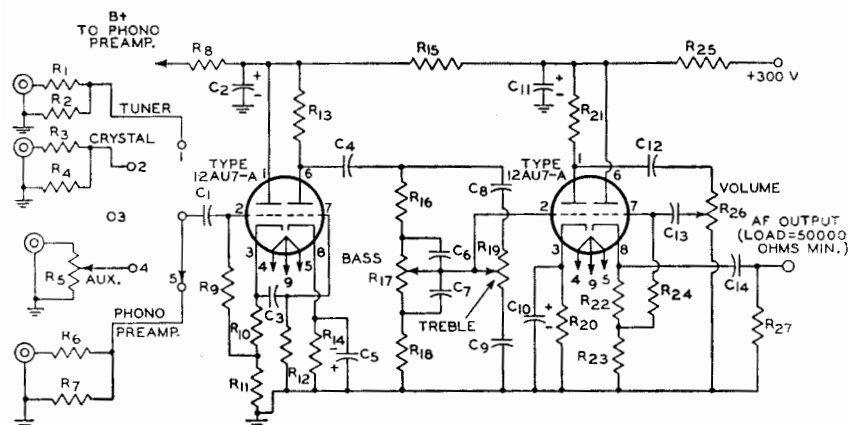 B+
TO PHONO
PREAMP.
R8
R15
R25
+300 V
C2
+
-
C11
+
-
R1
R2
TUNER
R13
R21
R3
CRYSTAL
R4
1
2
TYPE
12AU7-A
1
6
C4
TYPE
12AU7-A
1
6
C12
C1
2
7
R16
C8
2
7
VOLUME
R26
C13
3
3
8
BASS
C6
R19
3
8
AF OUTPUT
(LOAD=50000
OHMS MIN.)
R5
4
AUX.
5
4
9
5
R17
C7
4
9
5
C14
PHONO
PREAMP.
R9
C3
TREBLE
C10
+
-
R22
R24
R6
R7
R10
R11
R12
R14
-
+
C5
R18
C9
R20
R23
R27